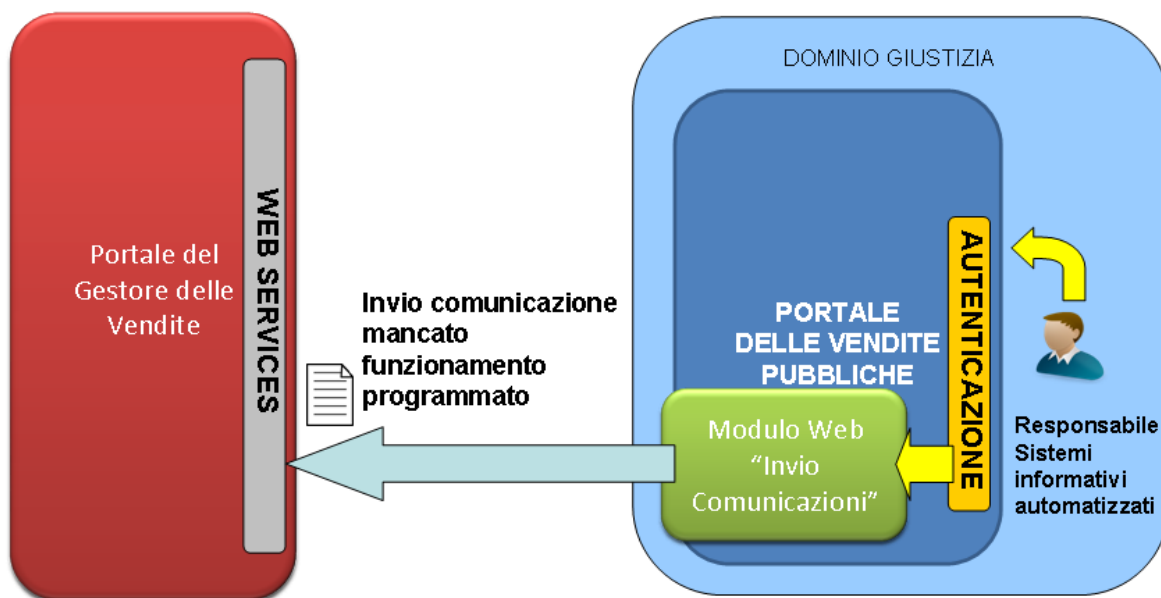 DOMINIO GIUSTIZIA
WEB SERVICES
Portale del
Gestore delle
Vendite
Invio comunicazione
mancato
funzionamento
programmato
PORTALE
DELLE VENDITE
PUBBLICHE
AUTENTICAZIONE
Modulo Web
“Invio
Comunicazioni”
Responsabile
Sistemi
informativi
automatizzati